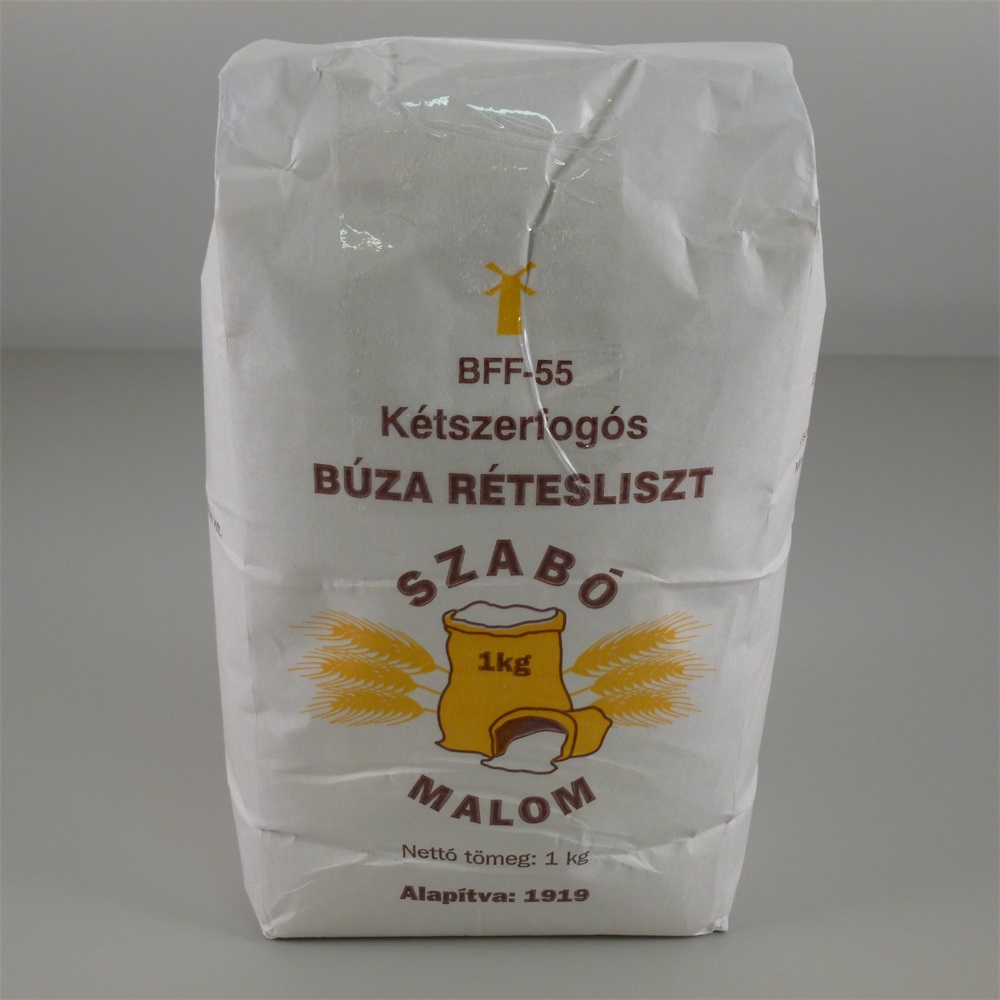 BFF-55
Kétszerfogós
BÚZA RÉTESLISZT
SZABÓ
1kg
MALOM
Nettó tömeg: 1 kg
Alapítva: 1919